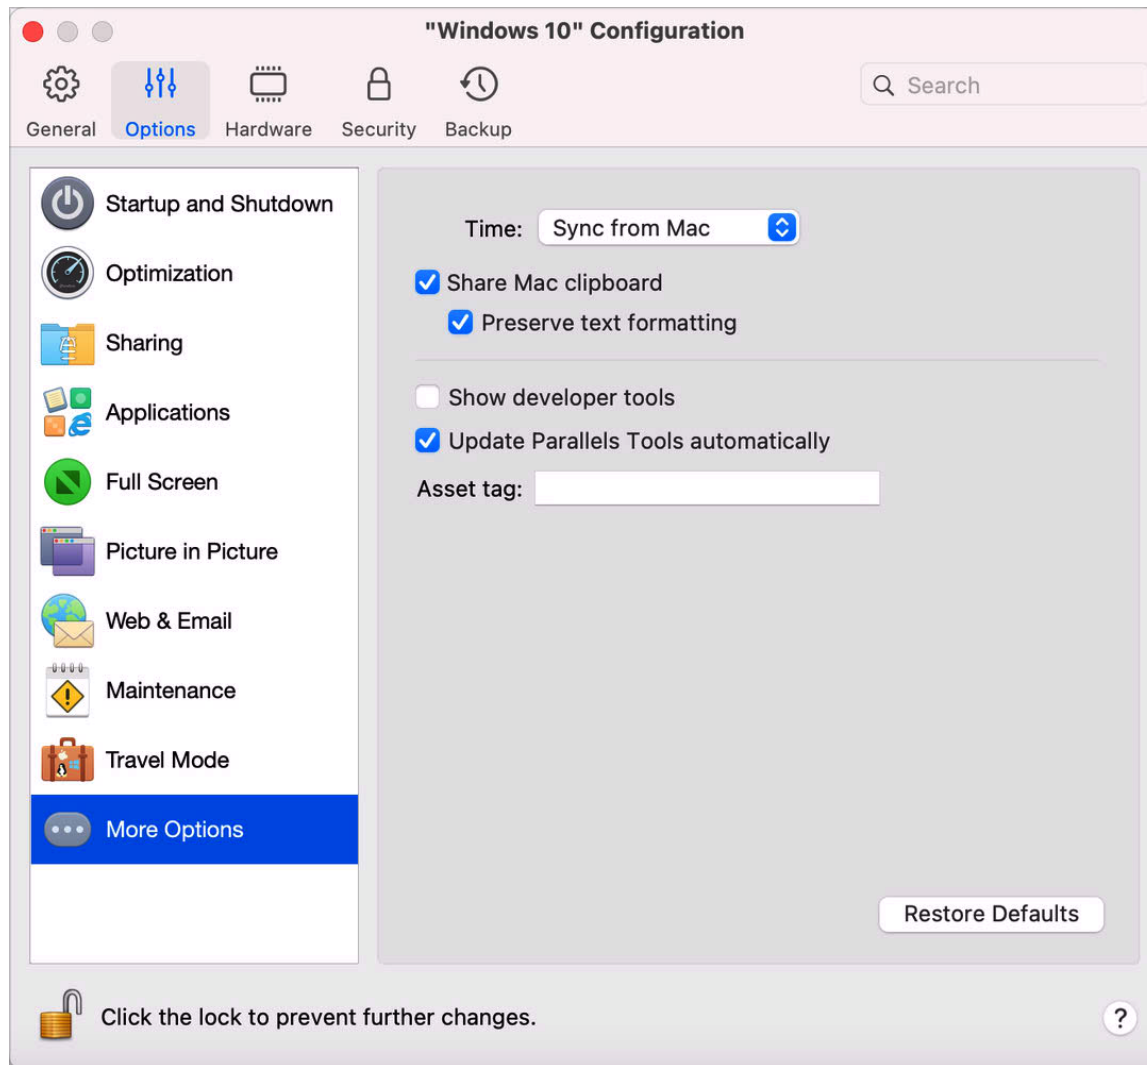 "Windows 10" Configuration
General
Options
Hardware
Security
Backup
Search
Startup and Shutdown
Optimization
Sharing
Applications
Full Screen
Picture in Picture
Web & Email
Maintenance
Travel Mode
More Options
Time: Sync from Mac
Share Mac clipboard
Preserve text formatting
Show developer tools
Update Parallels Tools automatically
Asset tag:
Restore Defaults
Click the lock to prevent further changes.
?